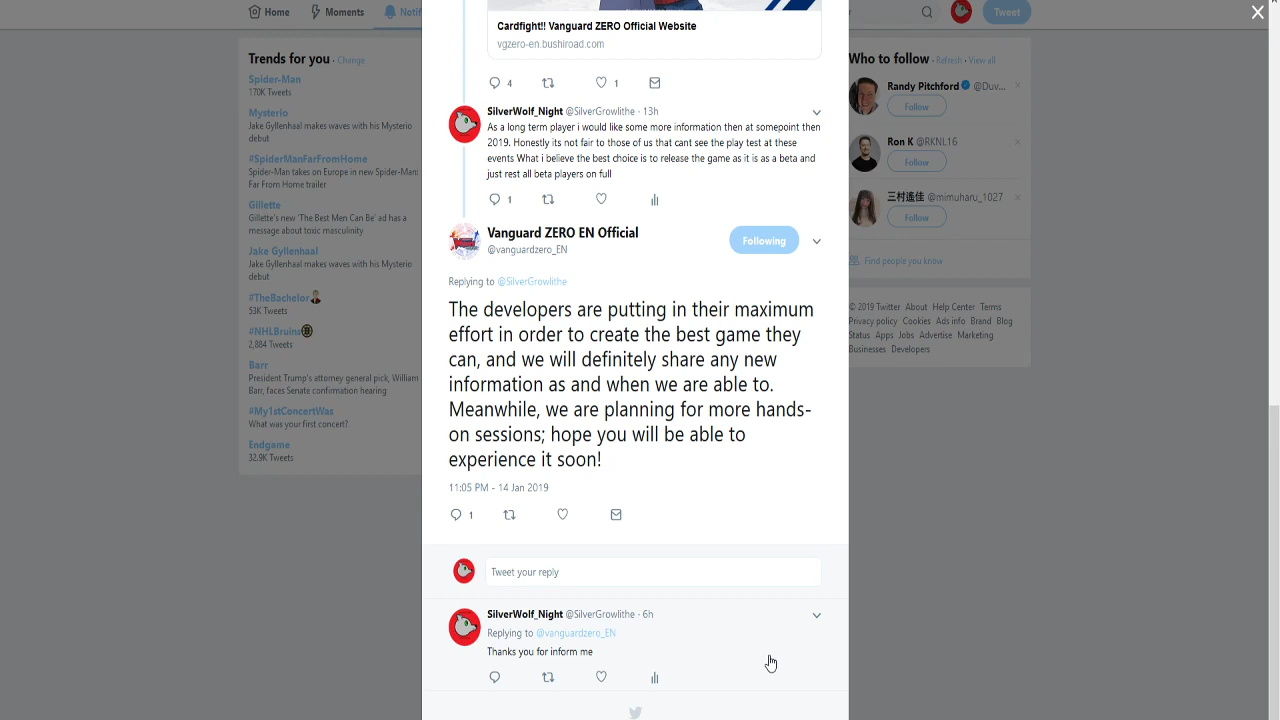 Home
Moments
Notif
Tweet
Trends for you · Change
Spider-Man
170K Tweets
Mysterio
Jake Gyllenhaal makes waves with his Mysterio
debut
#SpiderManFarFromHome
Spider-Man takes on Europe in new Spider-Man:
Far From Home trailer
Gillette
Gillette's new 'The Best Men Can Be' ad has a
message about toxic masculinity
Jake Gyllenhaal
Jake Gyllenhaal makes waves with his Mysterio
debut
#TheBachelor
53K Tweets
#NHLBruins
2,884 Tweets
Barr
President Trump's attorney general pick, William
Barr, faces Senate confirmation hearing
#My1stConcertWas
What was your first concert?
Endgame
32.9K Tweets
Cardfight!! Vanguard ZERO Official Website
vgzero-en.bushiroad.com
4
1
SilverWolf_Night @SilverGrowlithe · 13h
As a long term player i would like some more information then at somepoint then
2019. Honestly its not fair to those of us that cant see the play test at these
events What i believe the best choice is to release the game as it is as a beta and
just rest all beta players on full
1
Vanguard ZERO EN Official
@vanguardzero_EN
Following
Replying to @SilverGrowlithe
The developers are putting in their maximum
effort in order to create the best game they
can, and we will definitely share any new
information as and when we are able to.
Meanwhile, we are planning for more hands-
on sessions; hope you will be able to
experience it soon!
11:05 PM - 14 Jan 2019
1
Tweet your reply
SilverWolf_Night @SilverGrowlithe · 6h
Replying to @vanguardzero_EN
Thanks you for inform me
Who to follow · Refresh · View all
Randy Pitchford @Duv...
Follow
Ron K @RKNL16
Follow
三村遙佳 @mimuharu_1027
Follow
Find people you know
© 2019 Twitter About Help Center Terms
Privacy policy Cookies Ads info Brand Blog
Status Apps Jobs Advertise Marketing
Businesses Developers